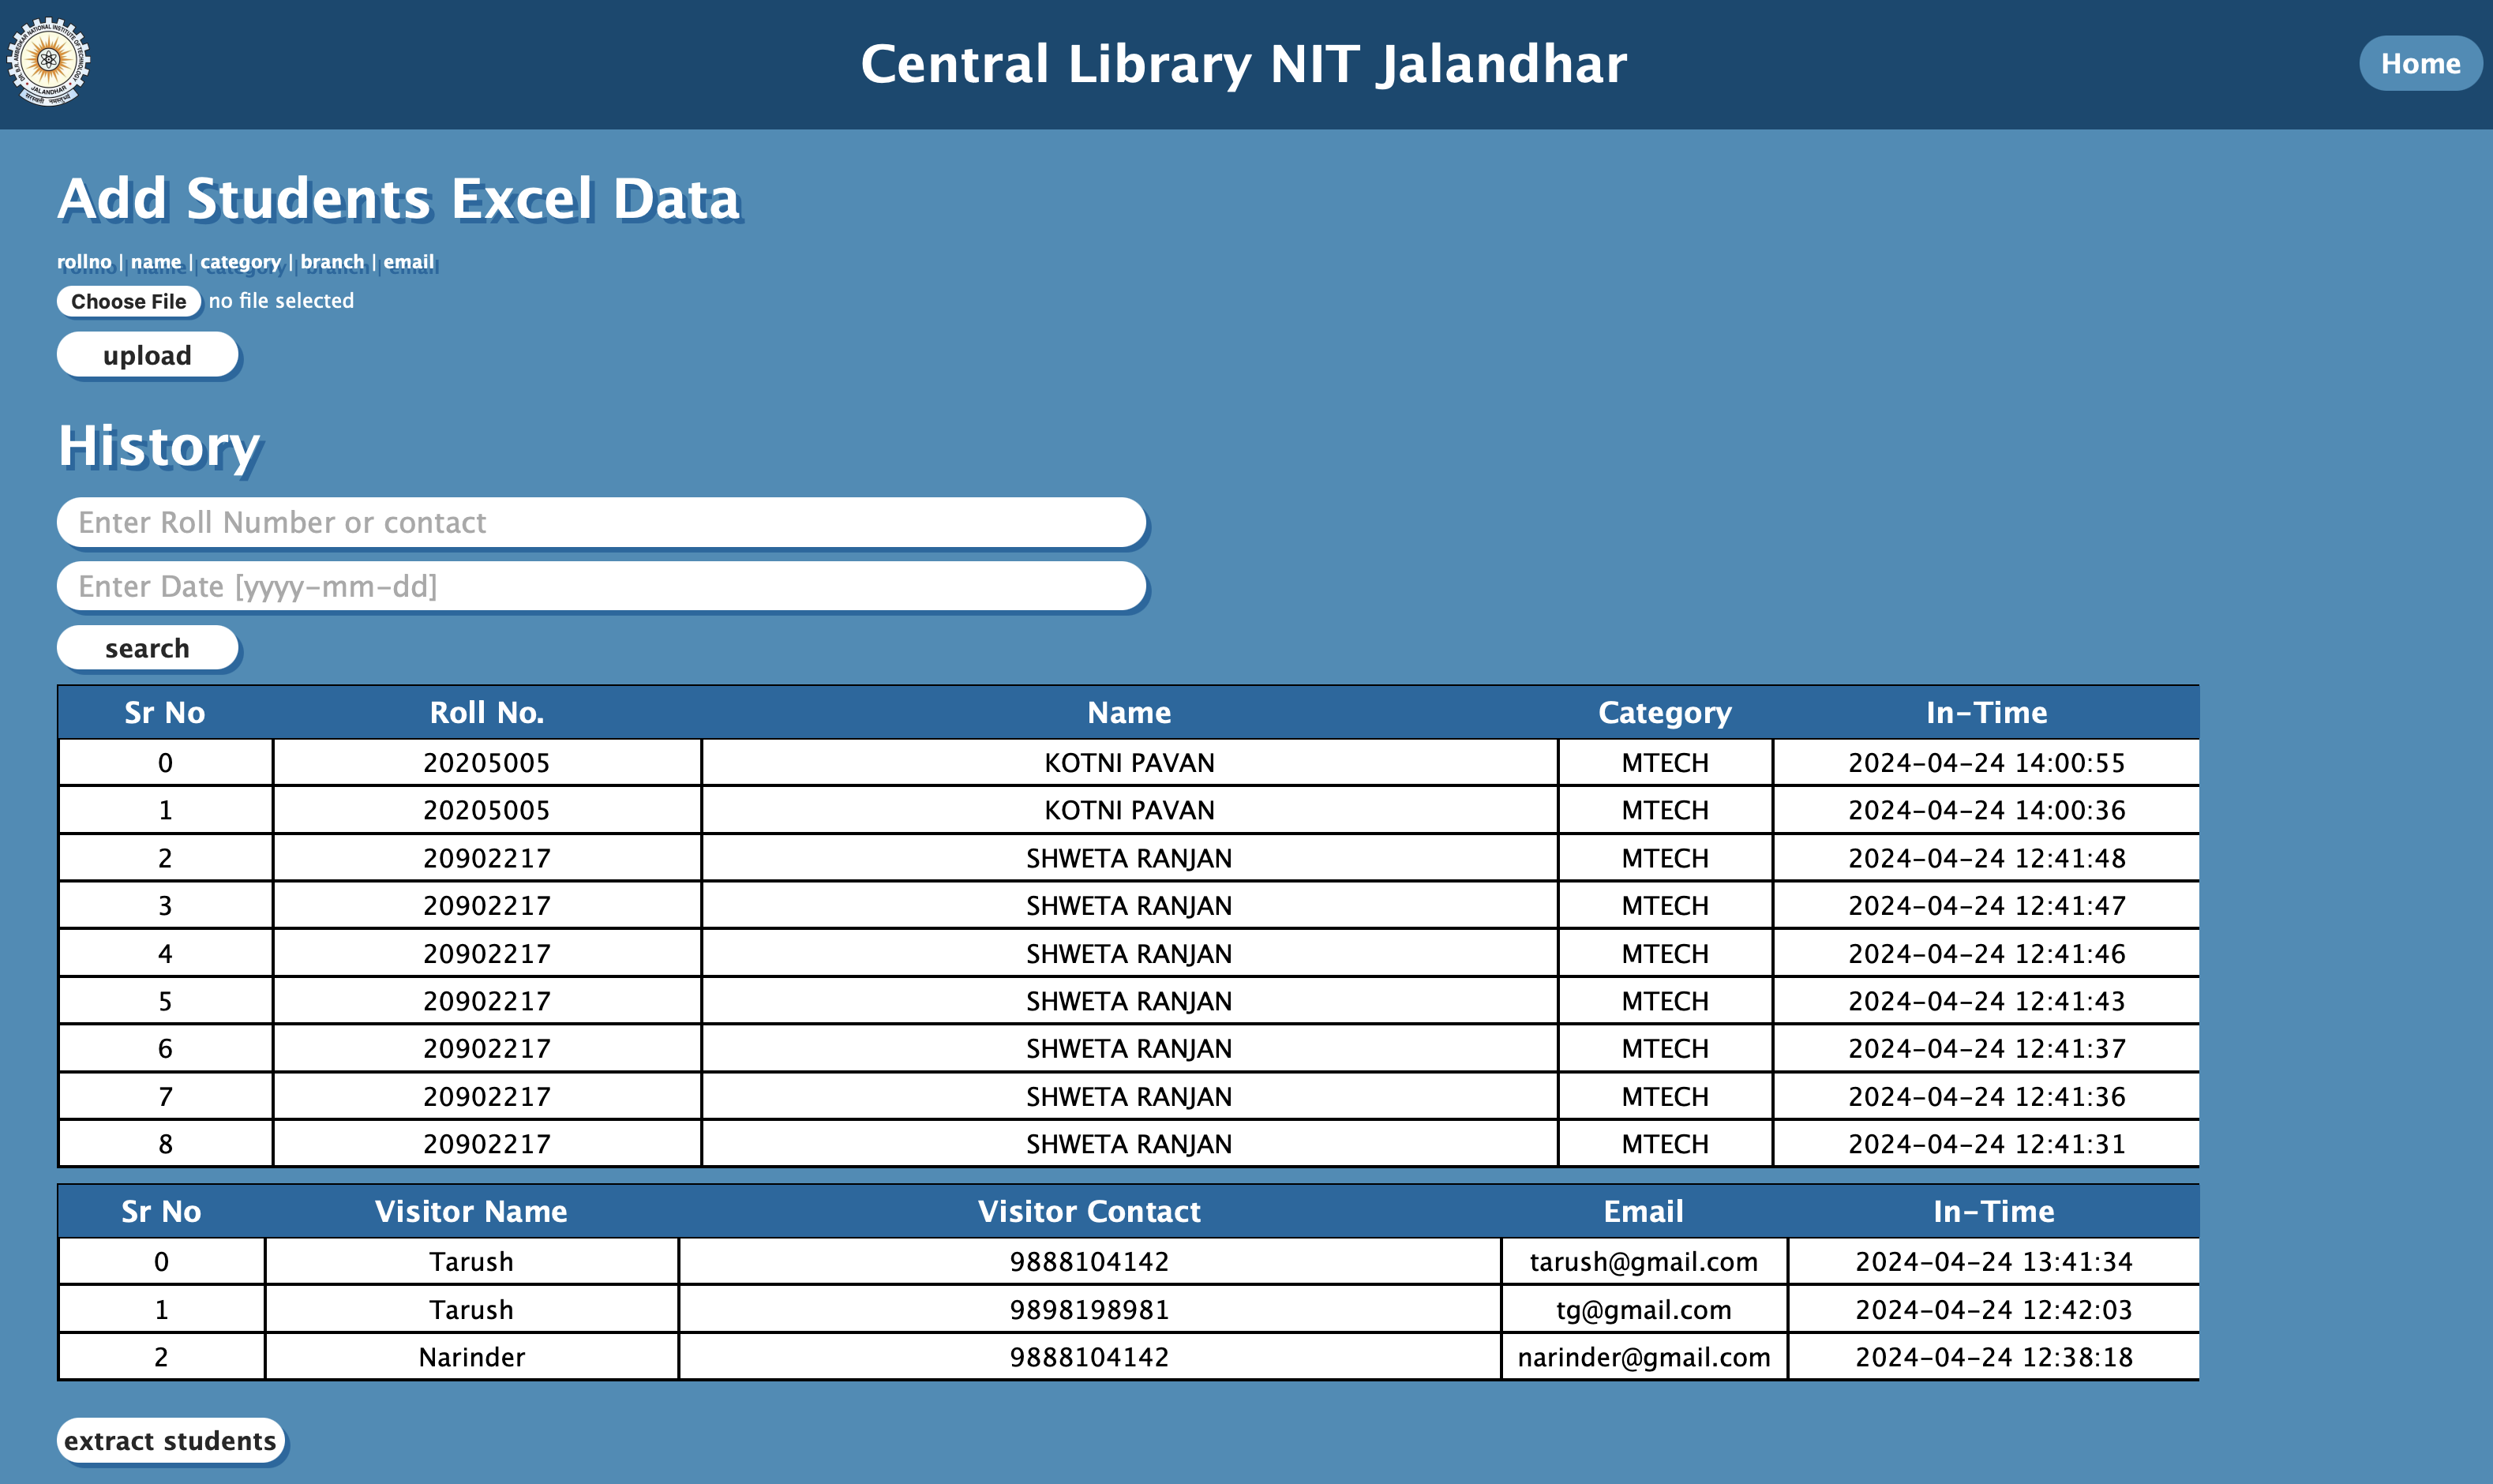 Central Library NIT Jalandhar
Home
Add Students Excel Data
rollno | name | category | branch | email
Choose File no file selected
upload
History
Enter Roll Number or contact
Enter Date [yyyy-mm-dd]
search
Sr No Roll No. Name Category In-Time
0 20205005 KOTNI PAVAN MTECH 2024-04-24 14:00:55
1 20205005 KOTNI PAVAN MTECH 2024-04-24 14:00:36
2 20902217 SHWETA RANJAN MTECH 2024-04-24 12:41:48
3 20902217 SHWETA RANJAN MTECH 2024-04-24 12:41:47
4 20902217 SHWETA RANJAN MTECH 2024-04-24 12:41:46
5 20902217 SHWETA RANJAN MTECH 2024-04-24 12:41:43
6 20902217 SHWETA RANJAN MTECH 2024-04-24 12:41:37
7 20902217 SHWETA RANJAN MTECH 2024-04-24 12:41:36
8 20902217 SHWETA RANJAN MTECH 2024-04-24 12:41:31
Sr No Visitor Name Visitor Contact Email In-Time
0 Tarush 9888104142 tarush@gmail.com 2024-04-24 13:41:34
1 Tarush 9898198981 tg@gmail.com 2024-04-24 12:42:03
2 Narinder 9888104142 narinder@gmail.com 2024-04-24 12:38:18
extract students